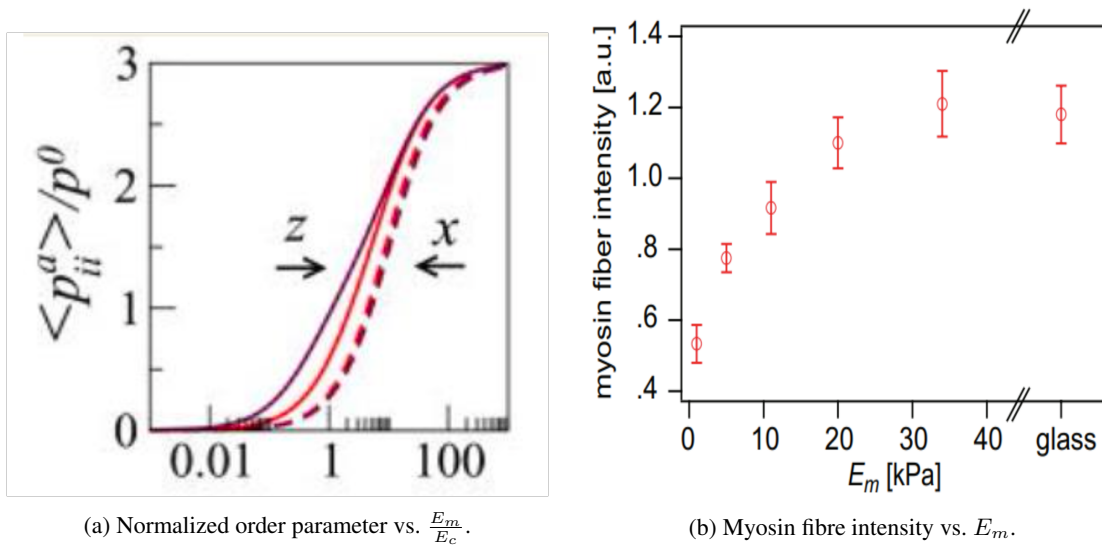 3
2
1
0
<p^a_ii>/p^0
z
x
0.01 1 100
(a) Normalized order parameter vs. E_m/E_c.
1.4
1.2
1.0
.8
.6
.4
myosin fiber intensity [a.u.]
0 10 20 30 40 glass
E_m [kPa]
(b) Myosin fibre intensity vs. E_m.